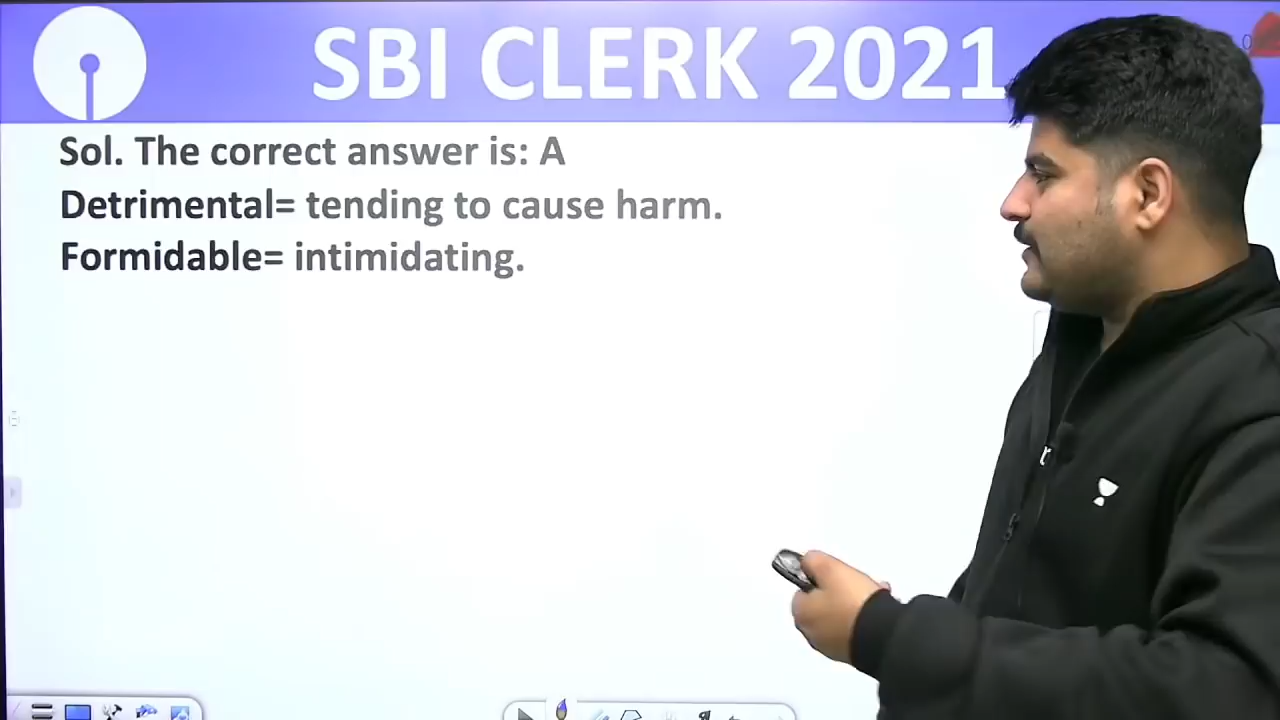 SBI CLERK 2021
Sol. The correct answer is: A
Detrimental= tending to cause harm.
Formidable= intimidating.